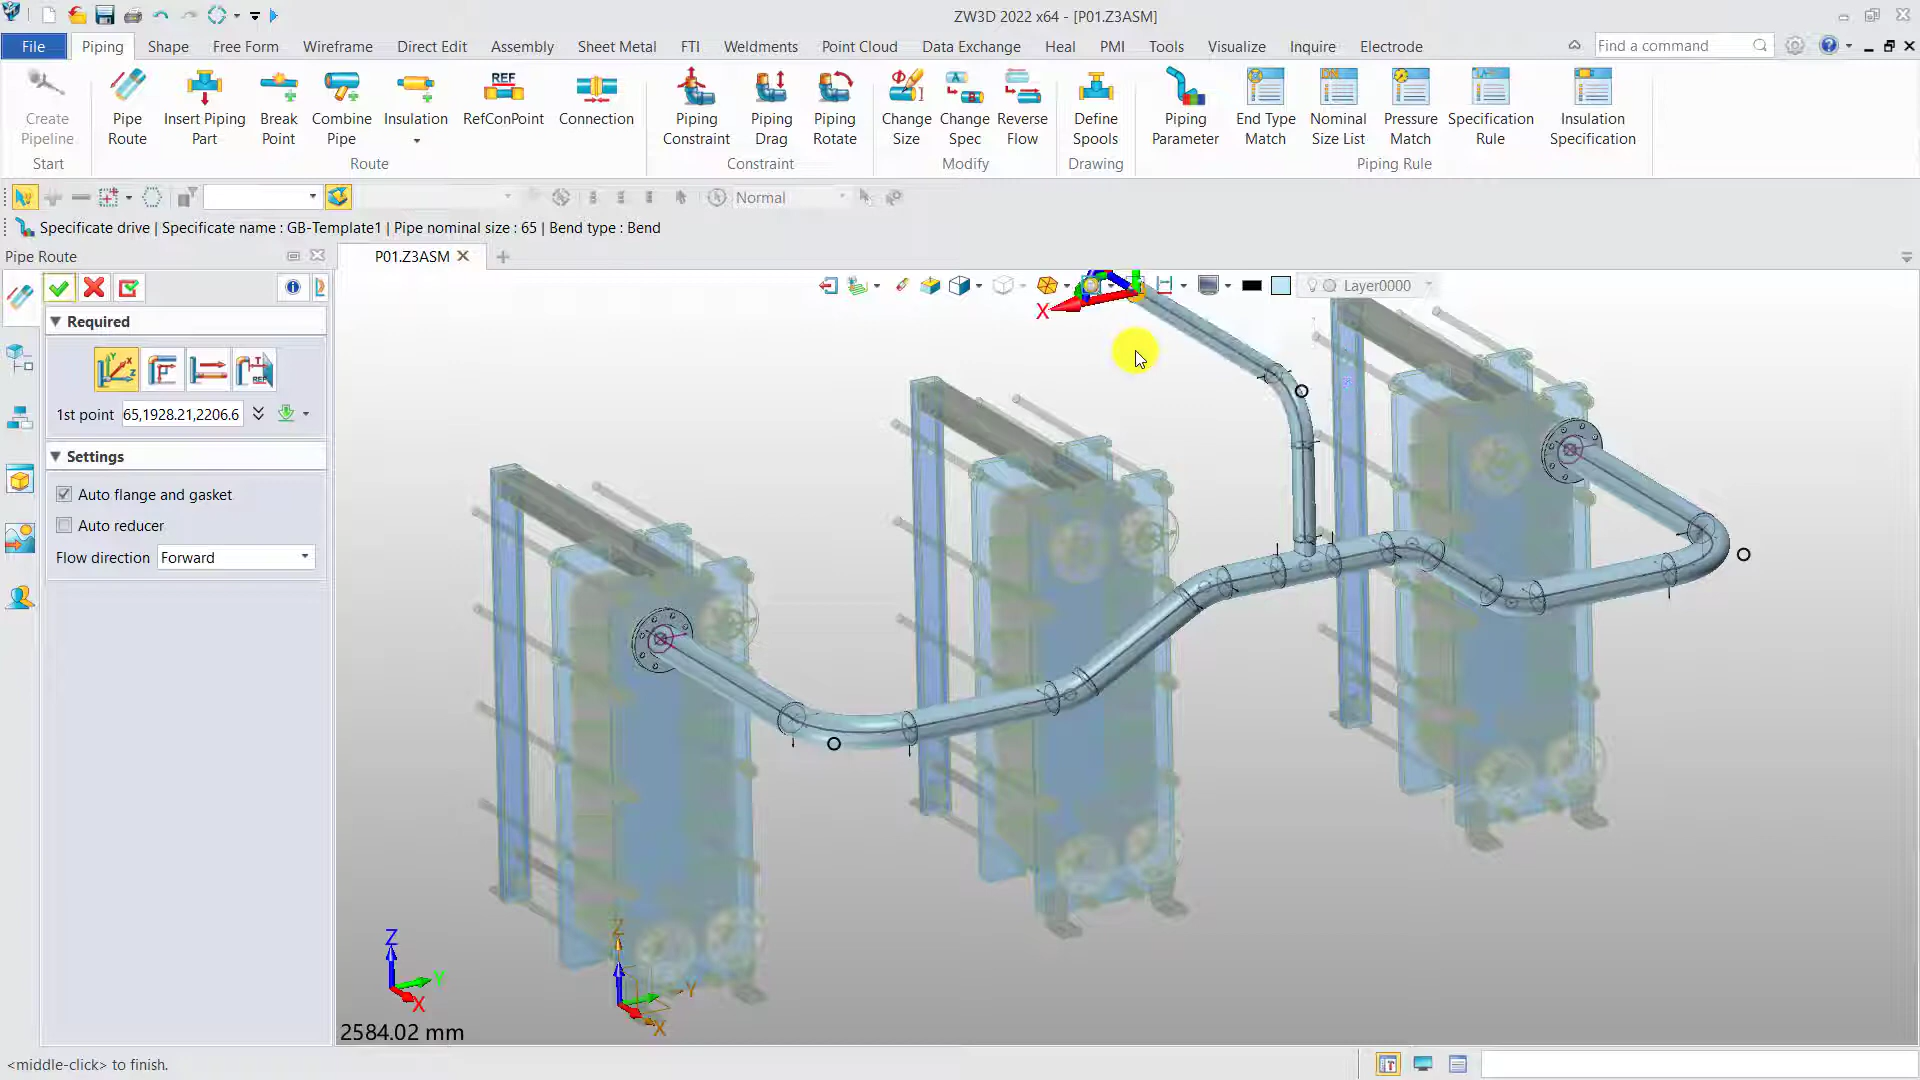 ZW3D 2022 x64 - [P01.Z3ASM]
File Piping Shape Free Form Wireframe Direct Edit Assembly Sheet Metal FTI Weldments Point Cloud Data Exchange Heal PMI Tools Visualize Inquire Electrode Find a command
Create Pipeline
Pipe Route
Insert Piping Part
Break Point
Combine Pipe
Insulation
REF
RefConPoint
Connection
Piping Constraint
Piping Drag
Piping Rotate
Change Size
Change Spec
Reverse Flow
Define Spools
Piping Parameter
End Type Match
Nominal Size List
Pressure Match
Specification Rule
Insulation Specification
Start Route Constraint Modify Drawing Piping Rule
Normal
Specificate drive | Specificate name : GB-Template1 | Pipe nominal size : 65 | Bend type : Bend
Pipe Route
P01.Z3ASM
Layer0000
X
Required
1st point 65,1928.21,2206.6
Settings
Auto flange and gasket
Auto reducer
Flow direction Forward
Z
Y
X
Z
Y
X
2584.02 mm
<middle-click> to finish.